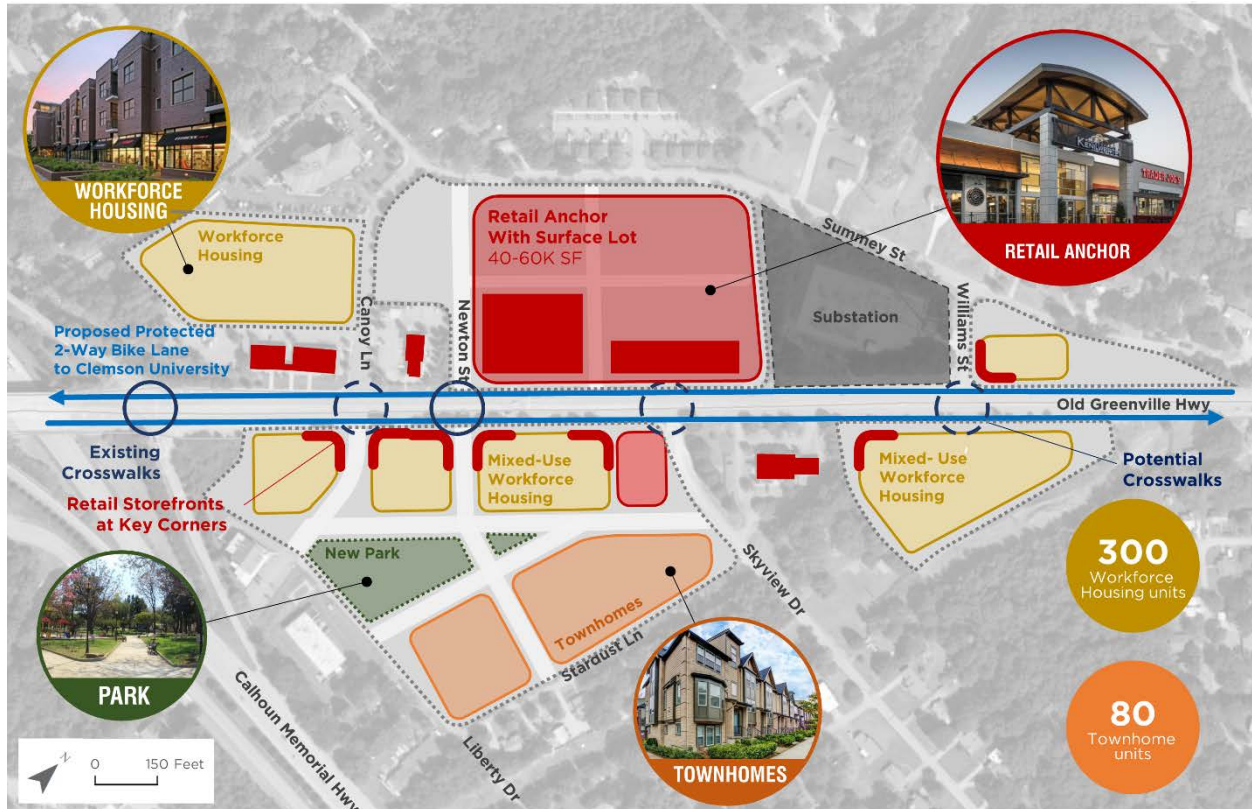 WORKFORCE
HOUSING
Workforce
Housing
Retail Anchor
With Surface Lot
40-60K SF
TRADER JOE'S
RETAIL ANCHOR
Summey St
Substation
Williams St
Canoy Ln
Newton St
Proposed Protected
2-Way Bike Lane
to Clemson University
Old Greenville Hwy
Existing
Crosswalks
Retail Storefronts
at Key Corners
Mixed-Use
Workforce
Housing
Mixed- Use
Workforce
Housing
Potential
Crosswalks
New Park
Townhomes
Stardust Ln
Skyview Dr
300
Workforce
Housing units
PARK
Calhoun Memorial Hwy
Liberty Dr
TOWNHOMES
80
Townhome
units
N
0 150 Feet